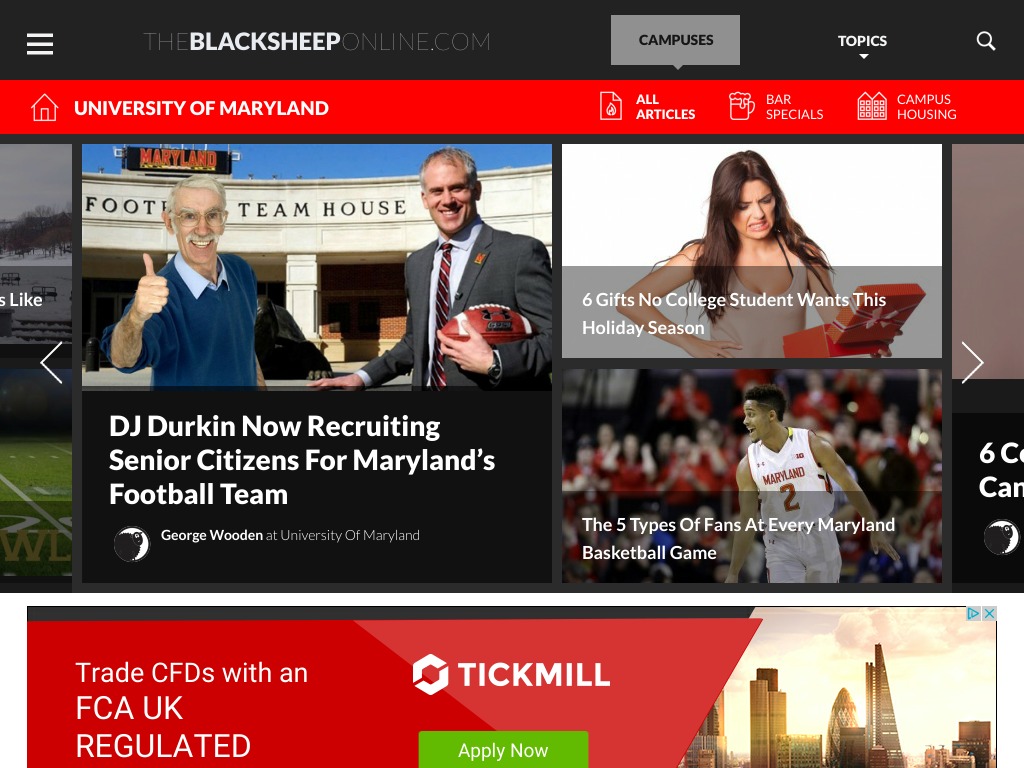 THEBLACKSHEEPONLINE.COM
CAMPUSES
TOPICS
UNIVERSITY OF MARYLAND
ALL
ARTICLES
BAR
SPECIALS
CAMPUS
HOUSING
s Like
MARYLAND
FOOT TEAM HOUSE
DJ Durkin Now Recruiting
Senior Citizens For Maryland's
Football Team
George Wooden at University Of Maryland
6 Gifts No College Student Wants This
Holiday Season
MARYLAND
2
The 5 Types Of Fans At Every Maryland
Basketball Game
Trade CFDs with an
FCA UK
REGULATED
TICKMILL
Apply Now